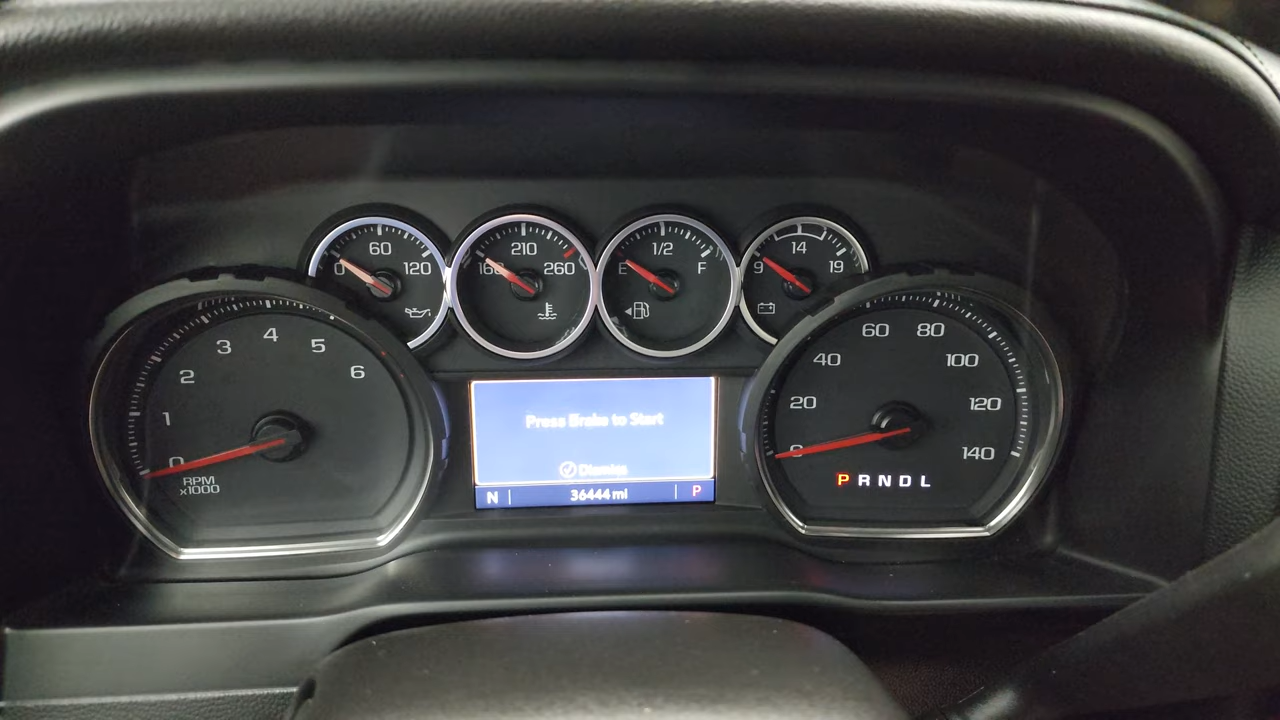 0 60 120
160 210 260
E 1/2 F
9 14 19
0 1 2 3 4 5 6
RPM
x1000
Press Brake to Start
Dismiss
N 36444 mi P
0 20 40 60 80 100 120 140
P R N D L